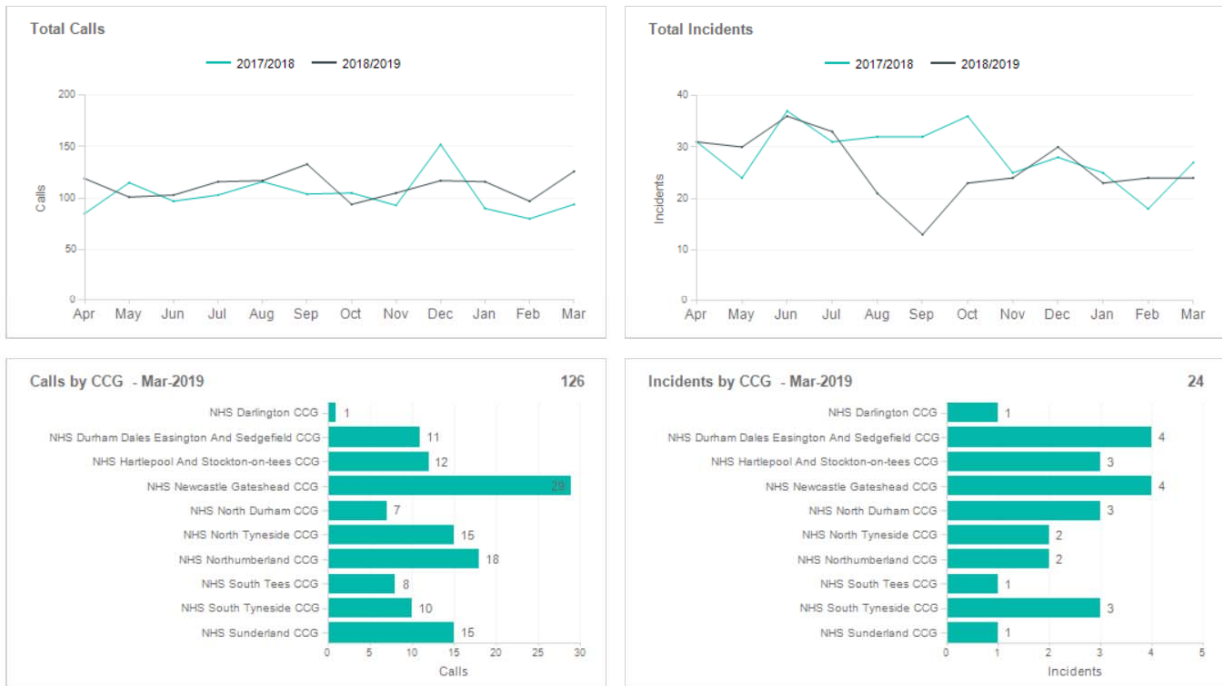 Total Calls
2017/2018 2018/2019
200
150
100
50
0
Calls
Apr May Jun Jul Aug Sep Oct Nov Dec Jan Feb Mar
Total Incidents
2017/2018 2018/2019
40
30
20
10
0
Incidents
Apr May Jun Jul Aug Sep Oct Nov Dec Jan Feb Mar
Calls by CCG - Mar-2019 126
NHS Darlington CCG 1
NHS Durham Dales Easington And Sedgefield CCG 11
NHS Hartlepool And Stockton-on-tees CCG 12
NHS Newcastle Gateshead CCG 29
NHS North Durham CCG 7
NHS North Tyneside CCG 15
NHS Northumberland CCG 18
NHS South Tees CCG 8
NHS South Tyneside CCG 10
NHS Sunderland CCG 15
0 5 10 15 20 25 30
Calls
Incidents by CCG - Mar-2019 24
NHS Darlington CCG 1
NHS Durham Dales Easington And Sedgefield CCG 4
NHS Hartlepool And Stockton-on-tees CCG 3
NHS Newcastle Gateshead CCG 4
NHS North Durham CCG 3
NHS North Tyneside CCG 2
NHS Northumberland CCG 2
NHS South Tees CCG 1
NHS South Tyneside CCG 3
NHS Sunderland CCG 1
0 1 2 3 4 5
Incidents